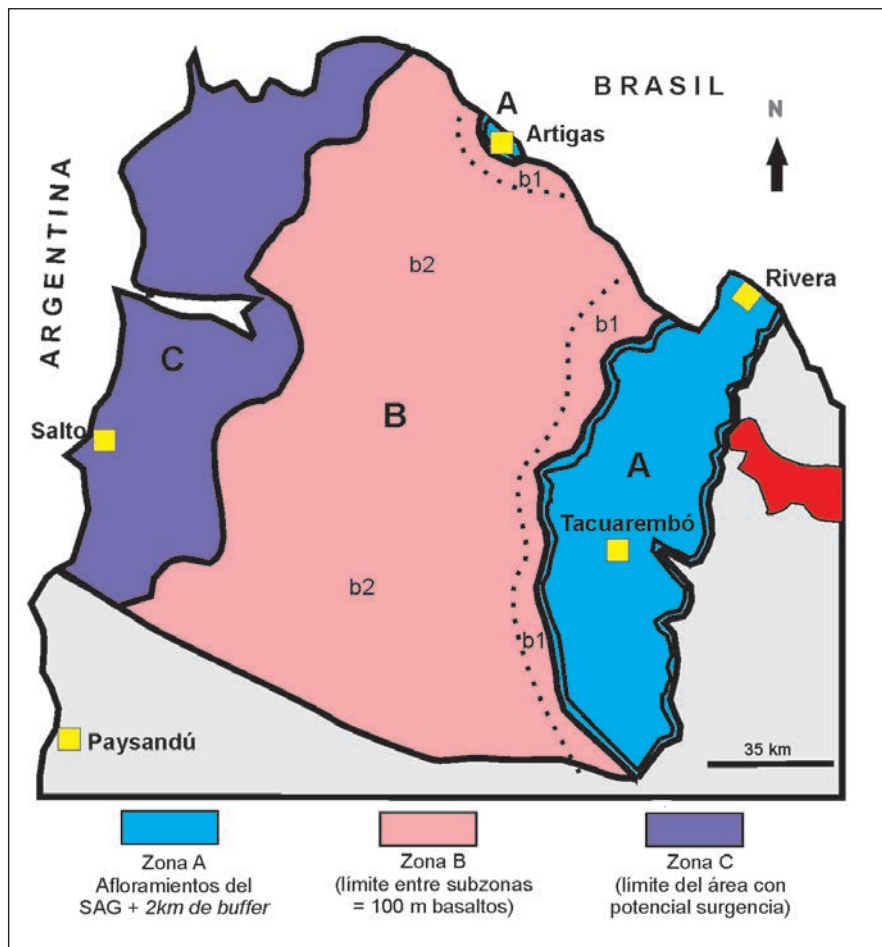 BRASIL
A
Artigas
N
b1
ARGENTINA
b2
Rivera
b1
C
B
Salto
A
Tacuarembó
b2
b1
Paysandú
35 km
Zona A
Afloramientos del
SAG + 2km de buffer
Zona B
(límite entre subzonas
= 100 m basaltos)
Zona C
(límite del área con
potencial surgencia)